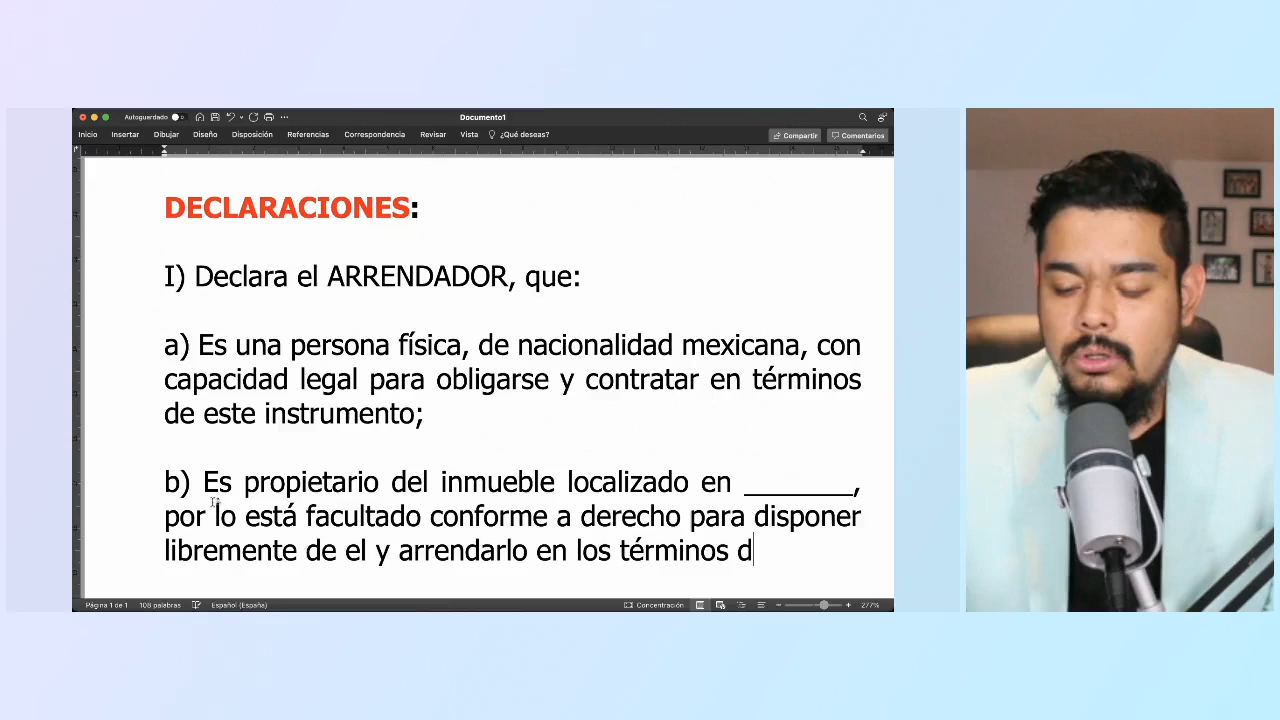 Autoguardado
Documento1
Inicio Insertar Dibujar Diseño Disposición Referencias Correspondencia Revisar Vista ¿Qué deseas?
Compartir Comentarios
DECLARACIONES:
I) Declara el ARRENDADOR, que:
a) Es una persona física, de nacionalidad mexicana, con
capacidad legal para obligarse y contratar en términos
de este instrumento;
b) Es propietario del inmueble localizado en _______,
por lo está facultado conforme a derecho para disponer
libremente de el y arrendarlo en los términos d
Página 1 de 1 108 palabras Español (España) Concentración 277%